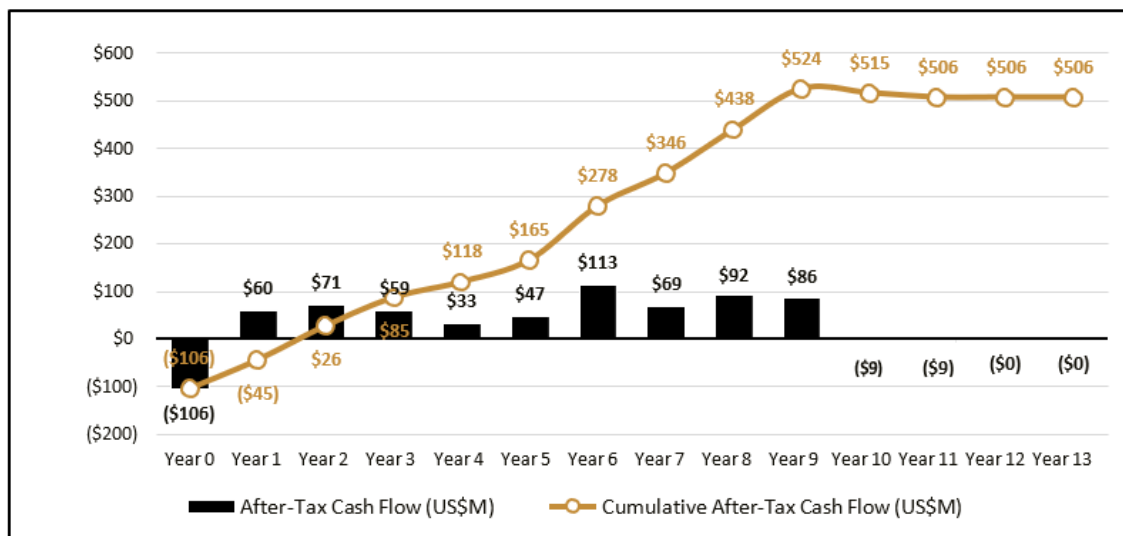 $600
$500
$400
$300
$200
$100
$0
($100)
($200)
($106) ($45) $26 $85 $118 $165 $278 $346 $438 $524 $515 $506 $506 $506
($106) $60 $71 $59 $33 $47 $113 $69 $92 $86 ($9) ($9) ($0) ($0)
Year 0 Year 1 Year 2 Year 3 Year 4 Year 5 Year 6 Year 7 Year 8 Year 9 Year 10 Year 11 Year 12 Year 13
After-Tax Cash Flow (US$M) Cumulative After-Tax Cash Flow (US$M)